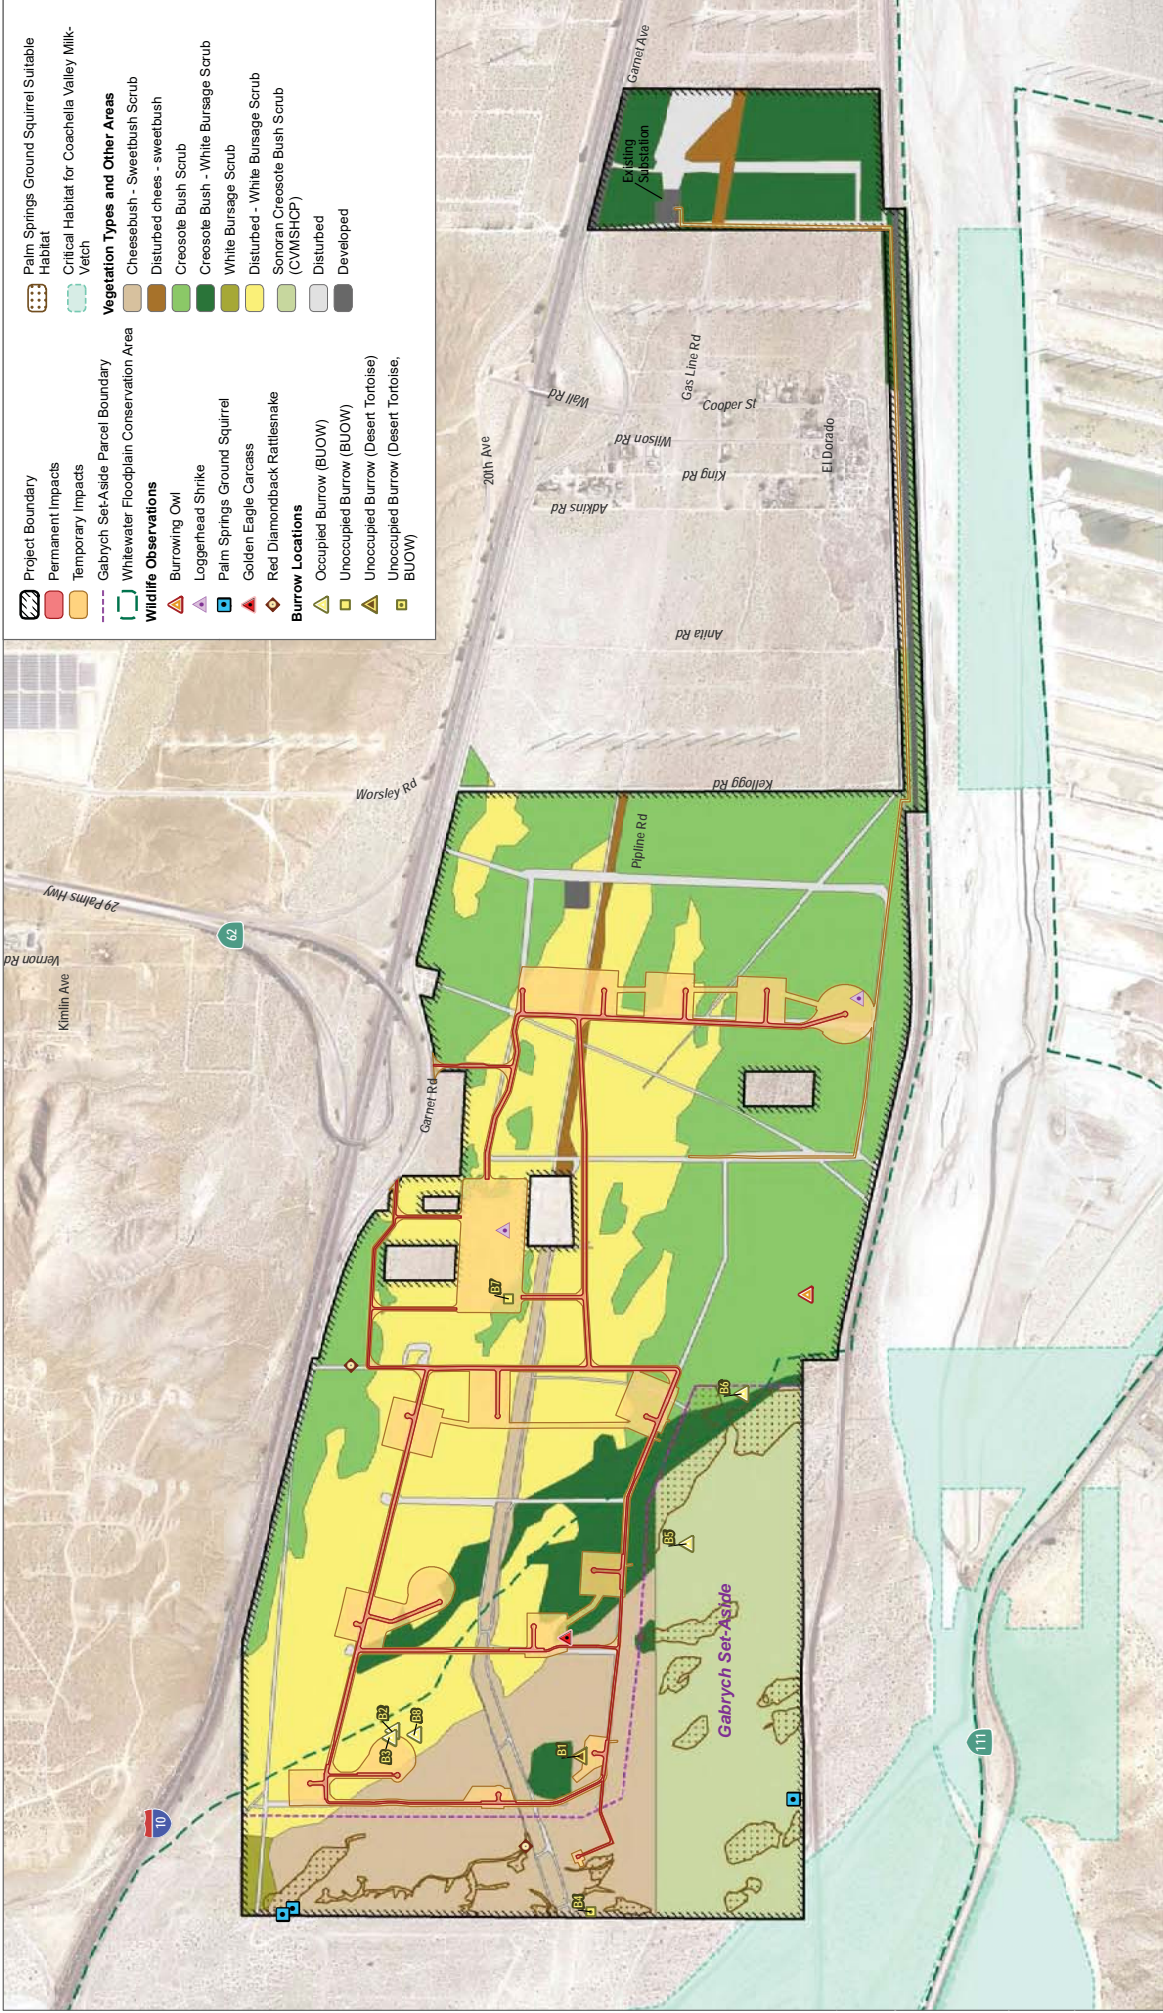 Project Boundary
Permanent Impacts
Temporary Impacts
Gabrych Set-Aside Parcel Boundary
Whitewater Floodplain Conservation Area
Wildlife Observations
Burrowing Owl
Loggerhead Shrike
Palm Springs Ground Squirrel
Golden Eagle Carcass
Red Diamondback Rattlesnake
Burrow Locations
Occupied Burrow (BUOW)
Unoccupied Burrow (BUOW)
Unoccupied Burrow (Desert Tortoise)
Unoccupied Burrow (Desert Tortoise,
BUOW)
Palm Springs Ground Squirrel Suitable
Habitat
Critical Habitat for Coachella Valley Milk-
Vetch
Vegetation Types and Other Areas
Cheesebush - Sweetbush Scrub
Disturbed chees - sweetbush
Creosote Bush Scrub
Creosote Bush - White Bursage Scrub
White Bursage Scrub
Disturbed - White Bursage Scrub
Sonoran Creosote Bush Scrub
(CVMSHCP)
Disturbed
Developed
Garnet Ave
Existing
Substation
20th Ave
Wall Rd
Gas Line Rd
Cooper St
Wilson Rd
King Rd
El Dorado
Adkins Rd
Anita Rd
Kellogg Rd
Worsley Rd
Pipline Rd
29 Palms Hwy
62
Vernon Rd
Kimlin Ave
Garnet Rd
B7
B6
B5
B2
B3
B8
B1
B4
Gabrych Set-Aside
10
111